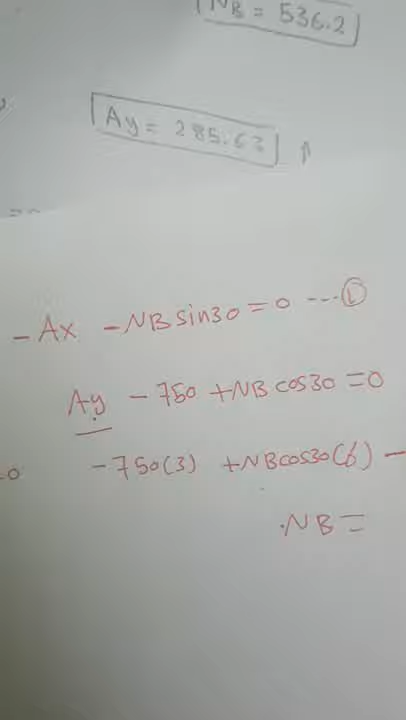 NB = 536.2
Ay = 285.63 ↑
- Ax - NB sin30 = 0 ---- ①
Ay - 750 + NB cos30 = 0
=0 -750(3) + NB cos30(6) -
NB =